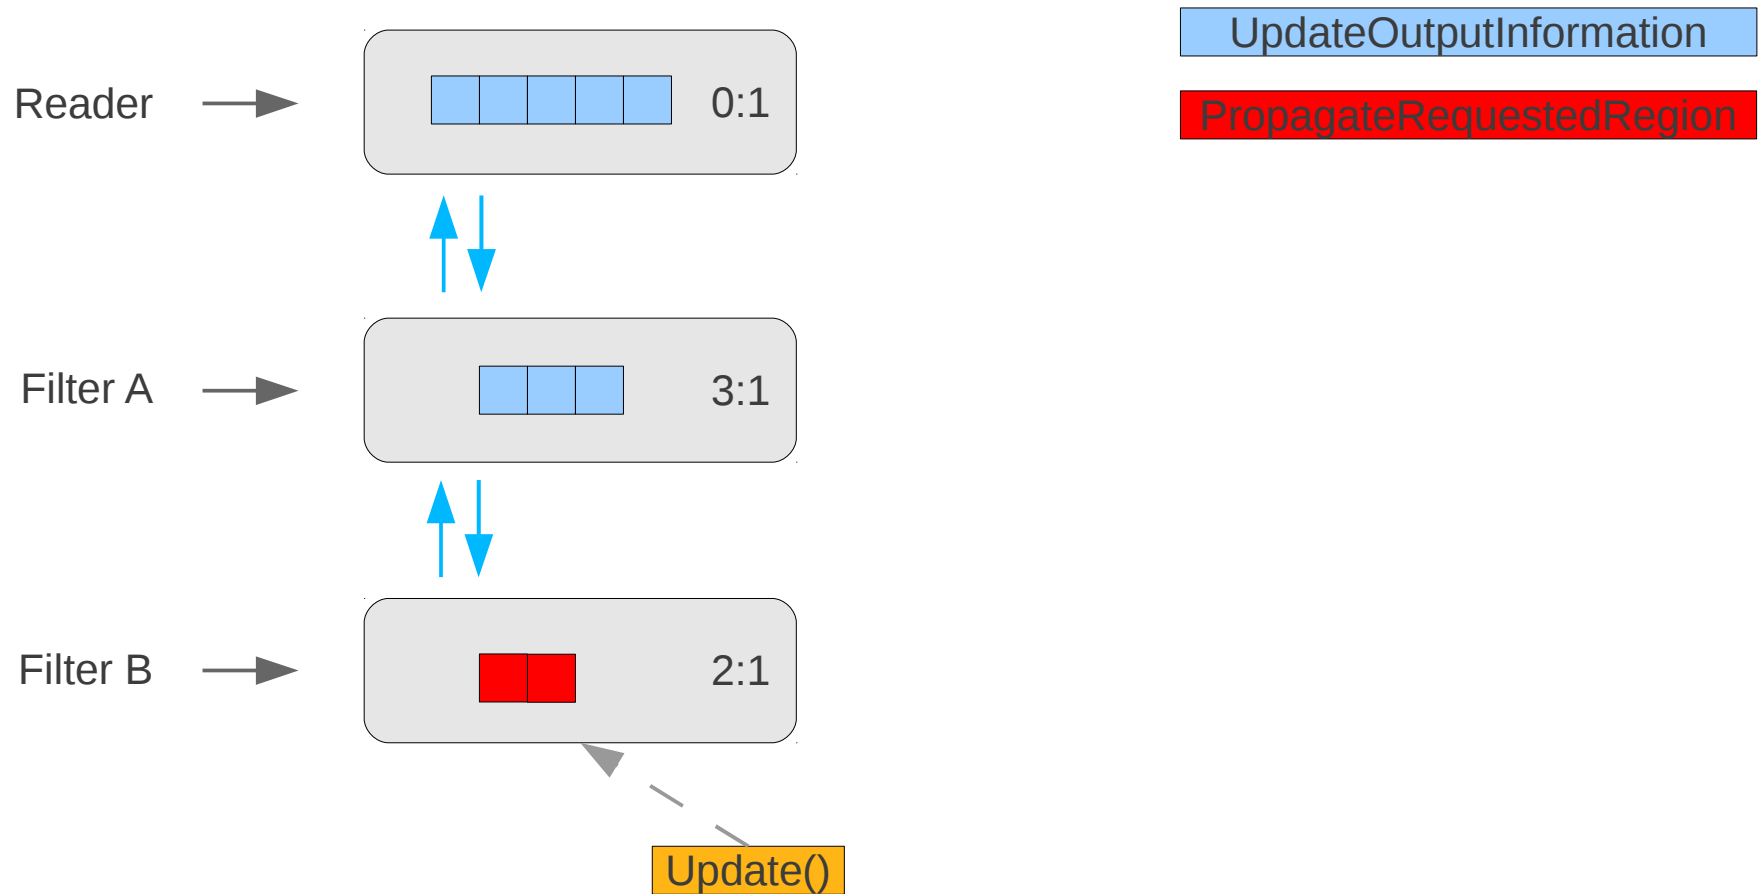 UpdateOutputInformation
Reader
0:1
PropagateRequestedRegion
Filter A
3:1
Filter B
2:1
Update()